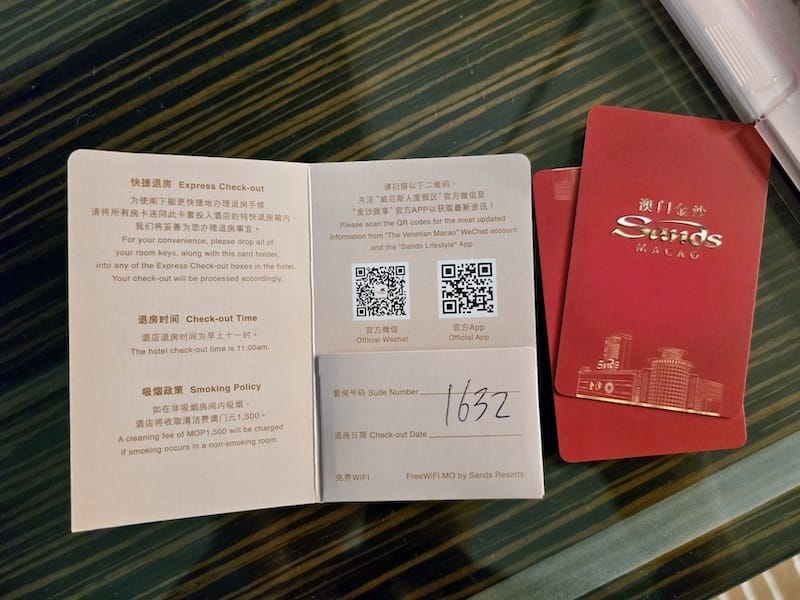 快捷退房 Express Check-out
为使阁下能更快捷地办理退房手续
请将所有房卡连同此卡套投入酒店的特快退房箱内，
我们将妥善为您办理退房事宜。
For your convenience, please drop all of
your room keys, along with this card holder,
into any of the Express Check-out boxes in the hotel.
Your check-out will be processed accordingly.
退房时间 Check-out Time
酒店退房时间为早上十一时。
The hotel check-out time is 11:00am.
吸烟政策 Smoking Policy
如在非吸烟房间内吸烟，
酒店将收取清洁费澳门元1,500。
A cleaning fee of MOP1,500 will be charged
if smoking occurs in a non-smoking room.
请扫描以下二维码，
关注“威尼斯人度假区”官方微信及
“金沙旅享”官方APP以获取最新资讯！
Please scan the QR codes for the most updated
information from “The Venetian Macao” WeChat account
and the “Sands Lifestyle” App.
官方微信 官方App
Official Wechat Official App
套房号码 Suite Number 1632
退房日期 Check-out Date
免费WIFI FreeWiFi.MO by Sands Resorts
澳门金沙
Sands
MACAO
Sands